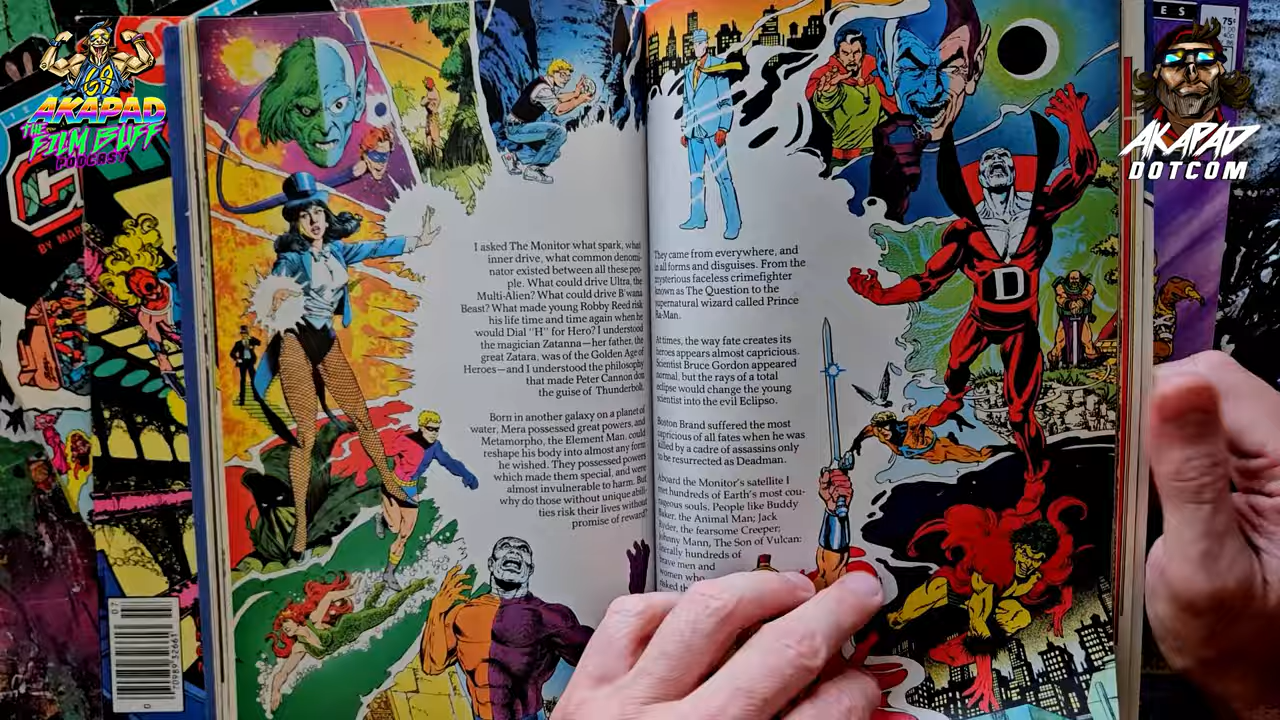 AKAPAD
THE
FILM BUFF
PODCAST
AKAPAD
DOTCOM
E S
75¢
BY MAR
07
0 70989 32661
I asked The Monitor what spark, what
inner drive, what common denomi-
nator existed between all these peo-
ple. What could drive Ultra, the
Multi-Alien? What could drive B'wana
Beast? What made young Robby Reed risk
his life time and time again when he
would Dial "H" for Hero? I understood
the magician Zatanna—her father, the
great Zatara, was of the Golden Age of
Heroes—and I understood the philosophy
that made Peter Cannon don
the guise of Thunderbolt.
Born in another galaxy on a planet of
water, Mera possessed great powers, and
Metamorpho, the Element Man, could
reshape his body into almost any form
he wished. They possessed powers
which made them special, and were
almost invulnerable to harm. But
why do those without unique abili-
ties risk their lives without
promise of reward?
They came from everywhere, and
in all forms and disguises. From the
mysterious faceless crimefighter
known as The Question to the
supernatural wizard called Prince
Ra-Man.
At times, the way fate creates its
heroes appears almost capricious.
Scientist Bruce Gordon appeared
normal, but the rays of a total
eclipse would change the young
scientist into the evil Eclipso.
Boston Brand suffered the most
capricious of all fates when he was
killed by a cadre of assassins only
to be resurrected as Deadman.
Aboard the Monitor's satellite I
met hundreds of Earth's most cou-
rageous souls. People like Buddy
Baker, the Animal Man; Jack
Ryder, the fearsome Creeper;
Johnny Mann, The Son of Vulcan:
literally hundreds of
brave men and
women who
risked th
D